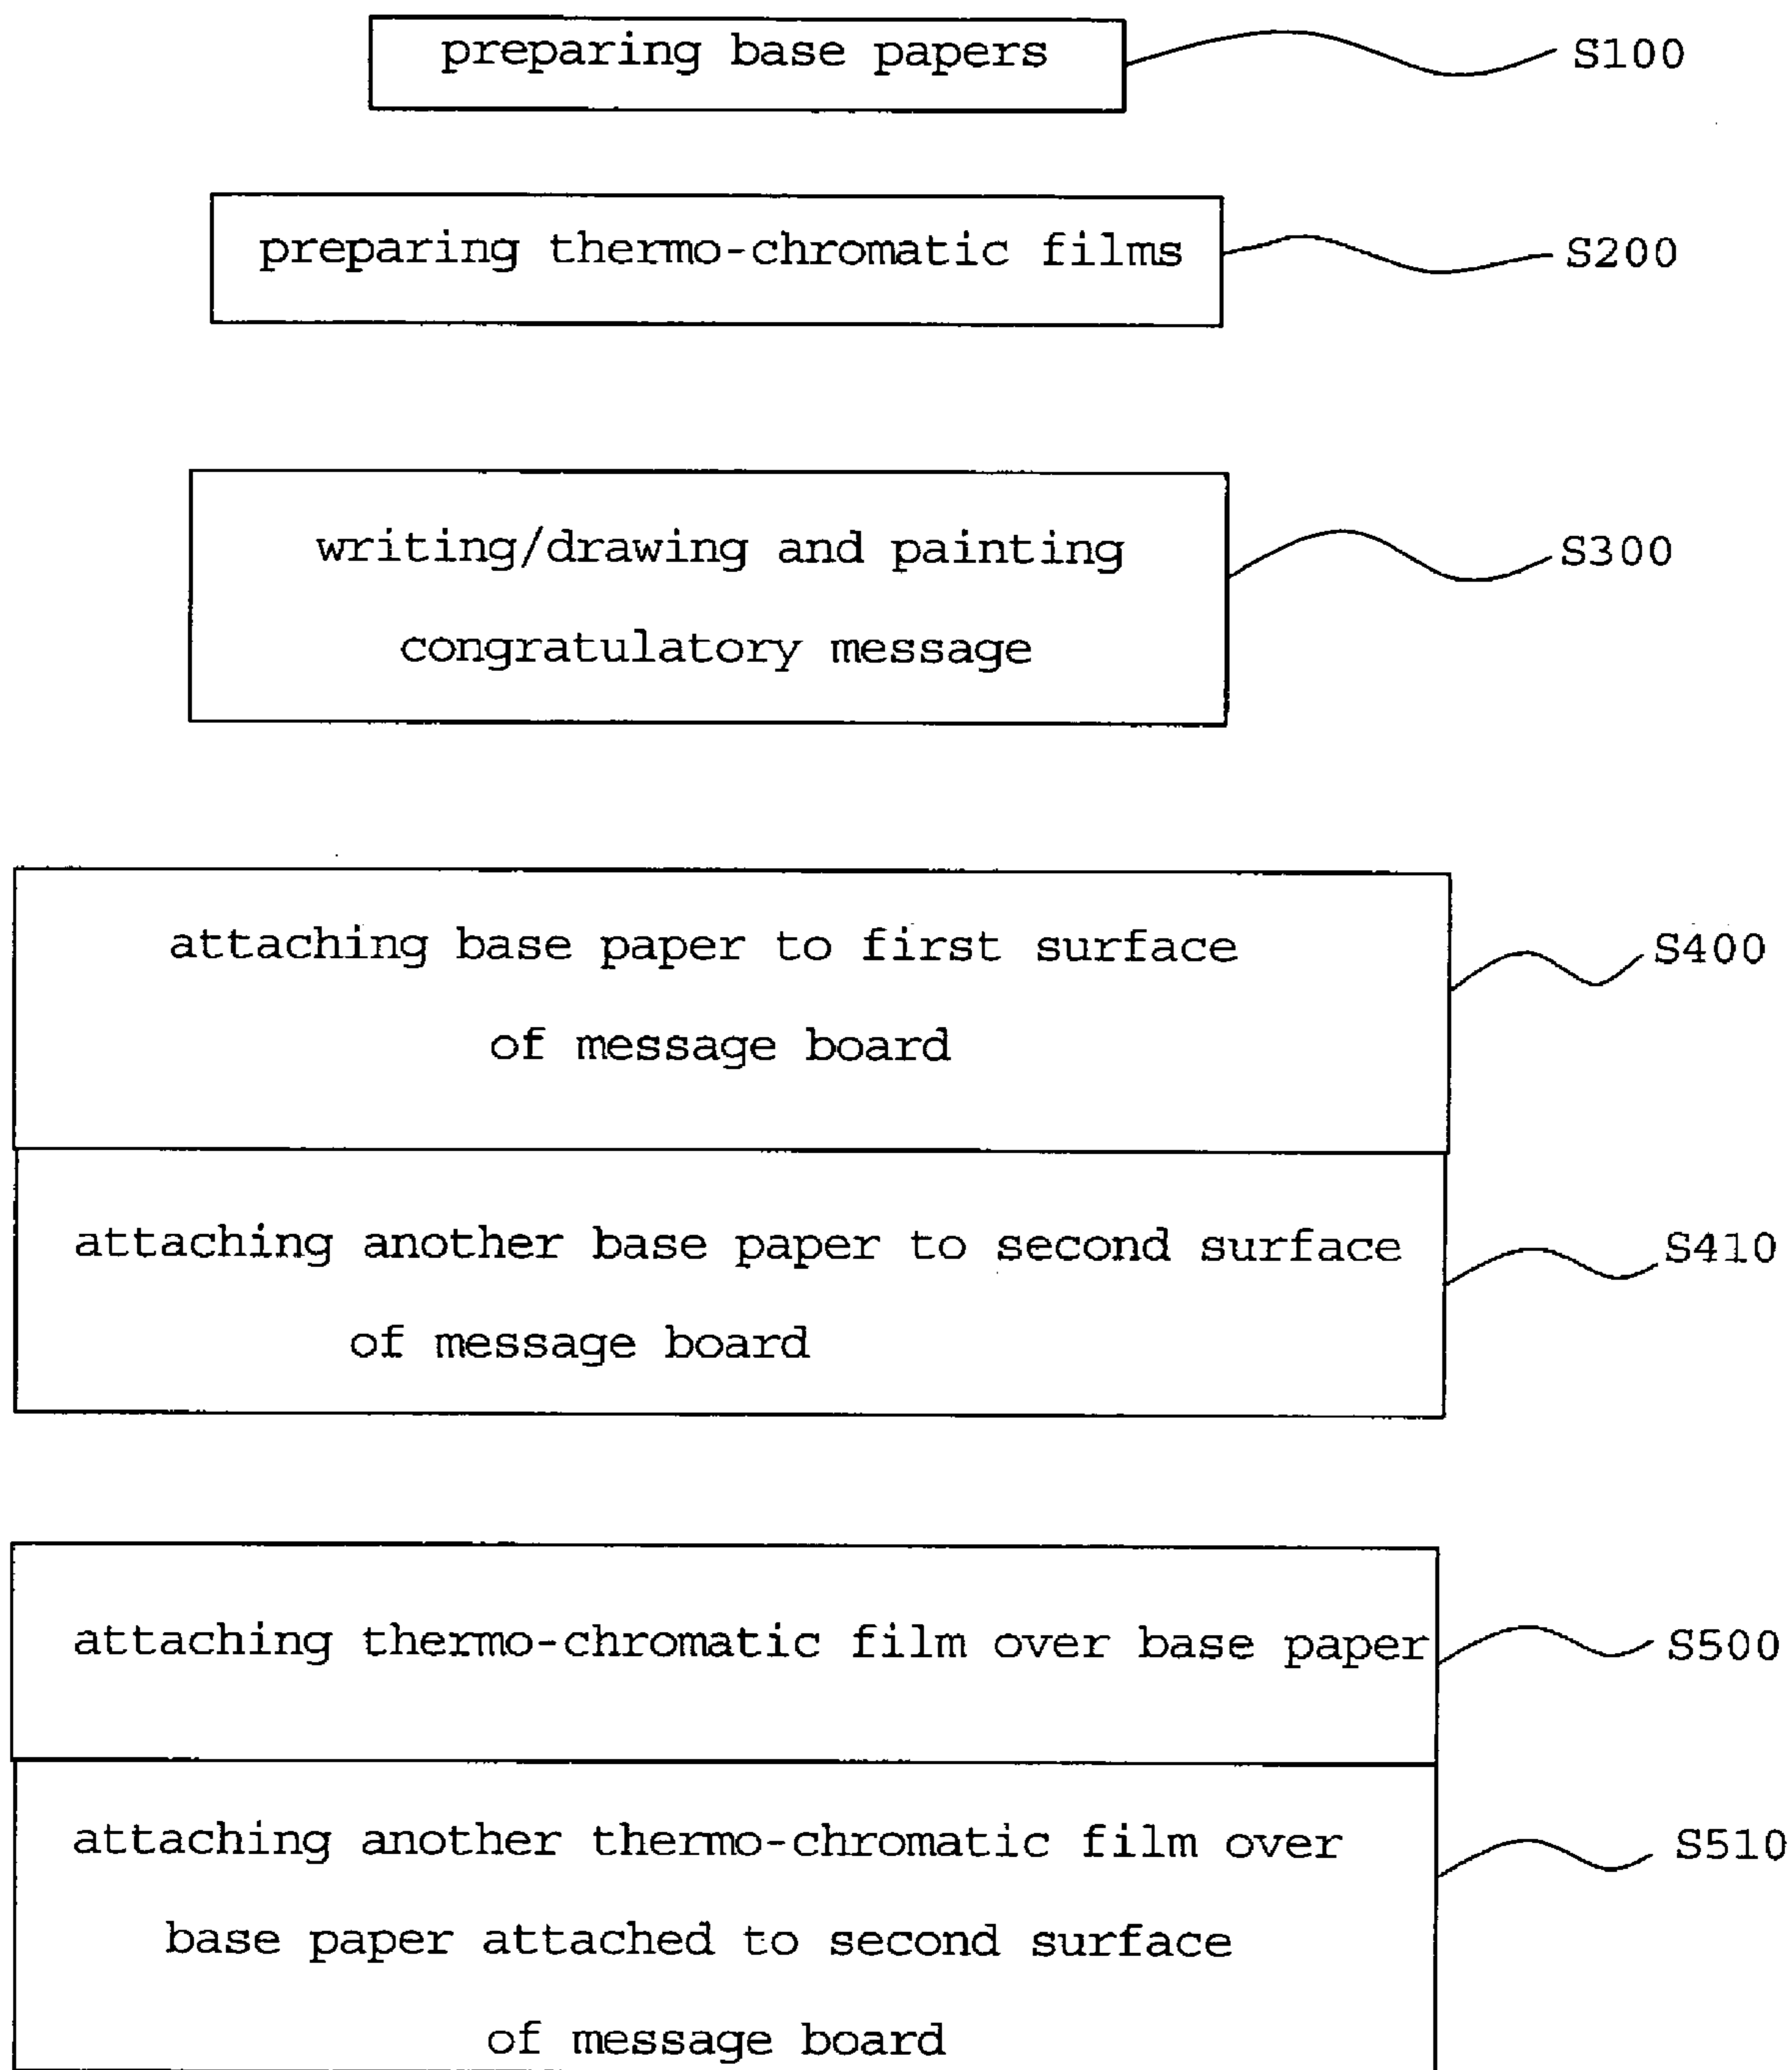 preparing base papers S100
preparing thermo-chromatic films S200
writing/drawing and painting S300
congratulatory message
attaching base paper to first surface S400
of message board
attaching another base paper to second surface S410
of message board
attaching thermo-chromatic film over base paper S500
attaching another thermo-chromatic film over S510
base paper attached to second surface
of message board